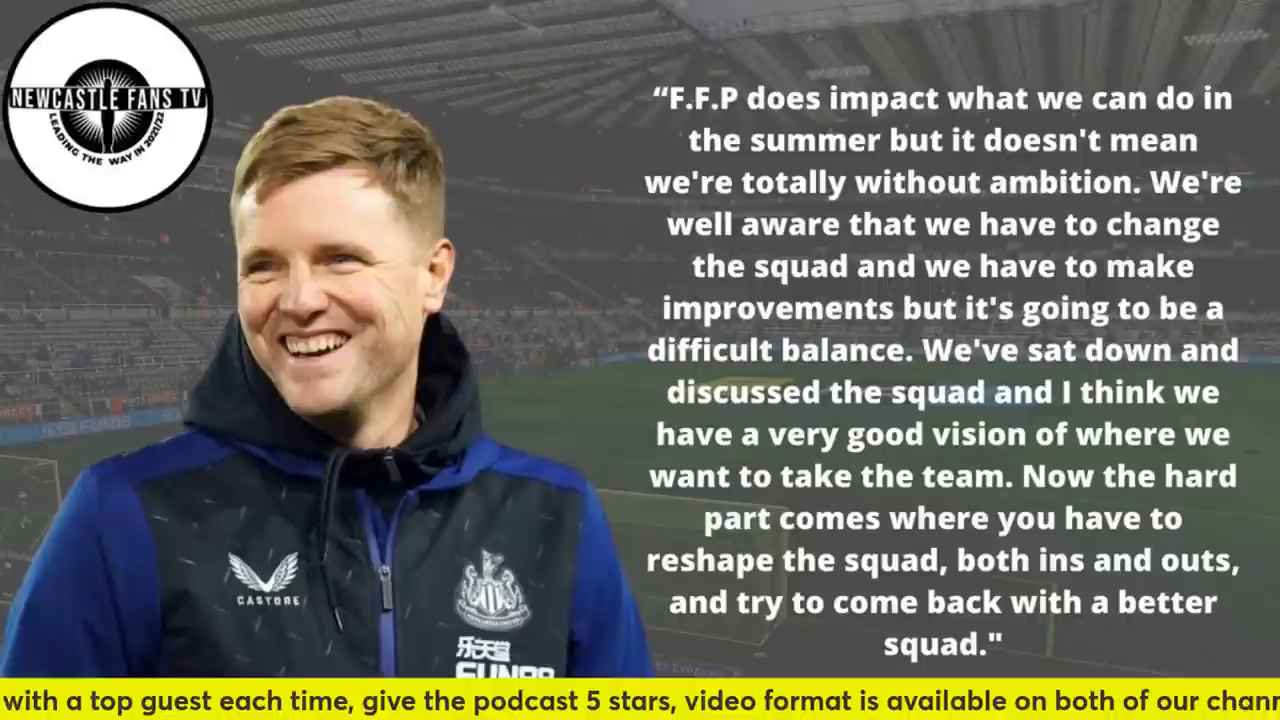 NEWCASTLE FANS TV
LEADING THE WAY IN 2021/22
“F.F.P does impact what we can do in
the summer but it doesn't mean
we're totally without ambition. We're
well aware that we have to change
the squad and we have to make
improvements but it's going to be a
difficult balance. We've sat down and
discussed the squad and I think we
have a very good vision of where we
want to take the team. Now the hard
part comes where you have to
reshape the squad, both ins and outs,
and try to come back with a better
squad."
CASTORE
NEWCASTLE UNITED
乐天堂
FUN88
with a top guest each time, give the podcast 5 stars, video format is available on both of our chann